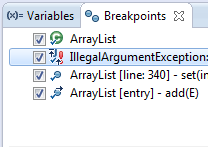 Variables Breakpoints
ArrayList
IllegalArgumentException:
ArrayList [line: 340] - set(in
ArrayList [entry] - add(E)